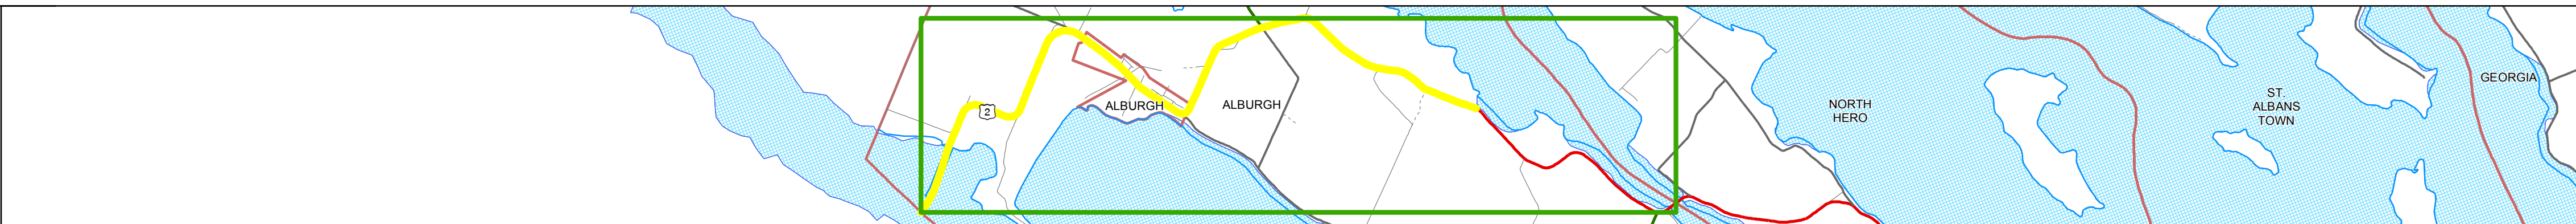 2
ALBURGH
ALBURGH
NORTH
HERO
ST.
ALBANS
TOWN
GEORGIA